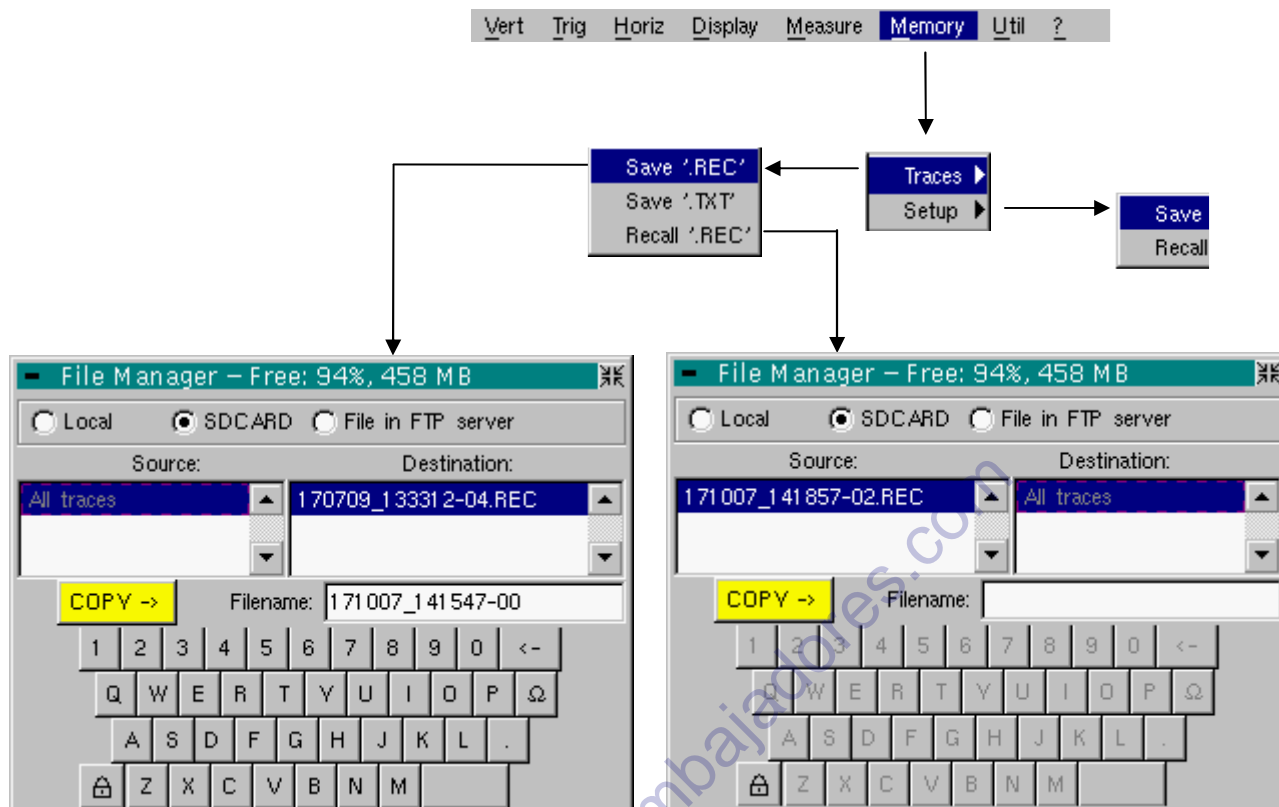 Vert Trig Horiz Display Measure Memory Util ?
Save '.REC'
Save '.TXT'
Recall '.REC'
Traces
Setup
Save
Recall
File Manager – Free: 94%, 458 MB
Local SDCARD File in FTP server
Source: Destination:
All traces 170709_133312-04.REC
COPY -> Filename: 171007_141547-00
1 2 3 4 5 6 7 8 9 0 <-
Q W E R T Y U I O P Ω
A S D F G H J K L .
Z X C V B N M
File Manager – Free: 94%, 458 MB
Local SDCARD File in FTP server
Source: Destination:
171007_141857-02.REC All traces
COPY -> Filename:
1 2 3 4 5 6 7 8 9 0 <-
Q W E R T Y U I O P Ω
A S D F G H J K L .
Z X C V B N M
mbajadores.com